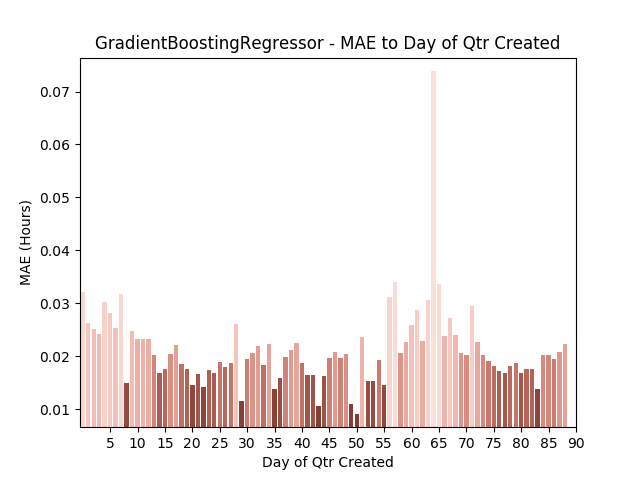 GradientBoostingRegressor - MAE to Day of Qtr Created
0.07
0.06
0.05
0.04
0.03
0.02
0.01
MAE (Hours)
5 10 15 20 25 30 35 40 45 50 55 60 65 70 75 80 85 90
Day of Qtr Created